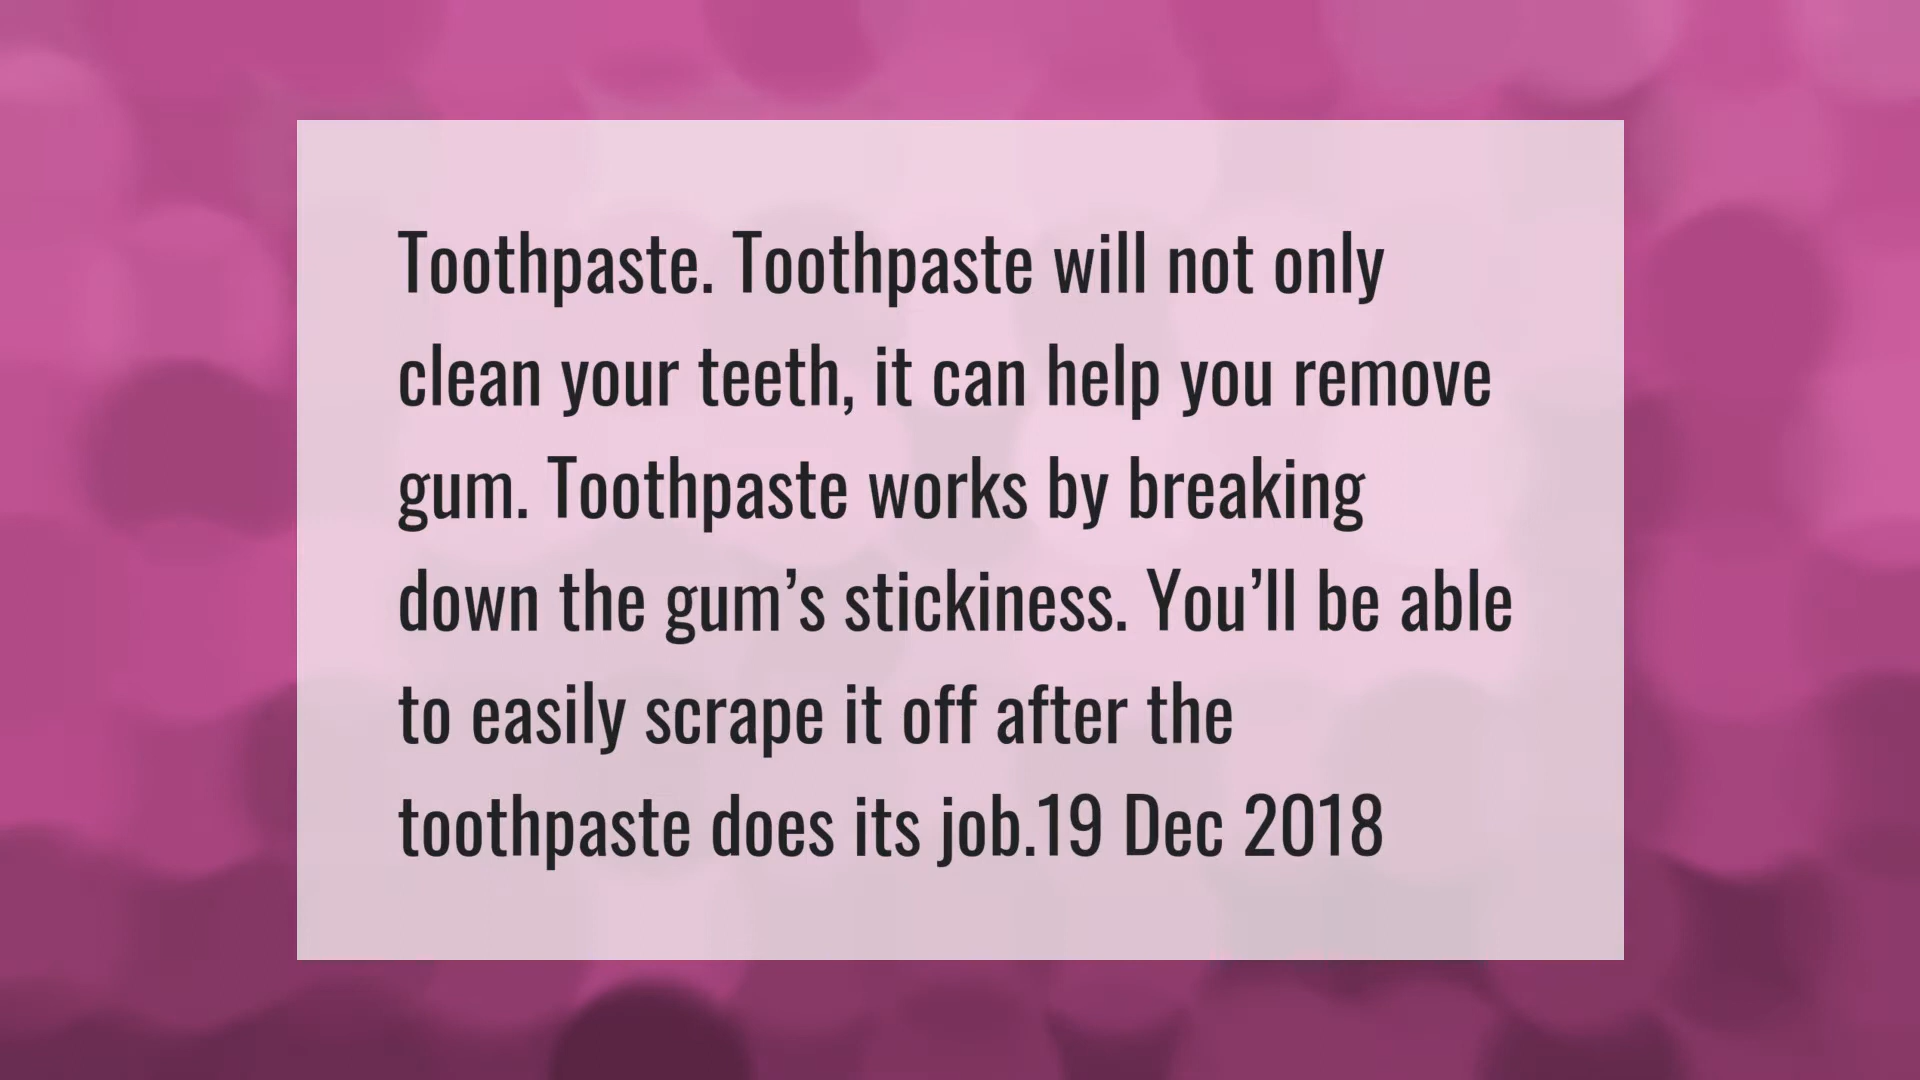 Toothpaste. Toothpaste will not only
clean your teeth, it can help you remove
gum. Toothpaste works by breaking
down the gum’s stickiness. You’ll be able
to easily scrape it off after the
toothpaste does its job.19 Dec 2018